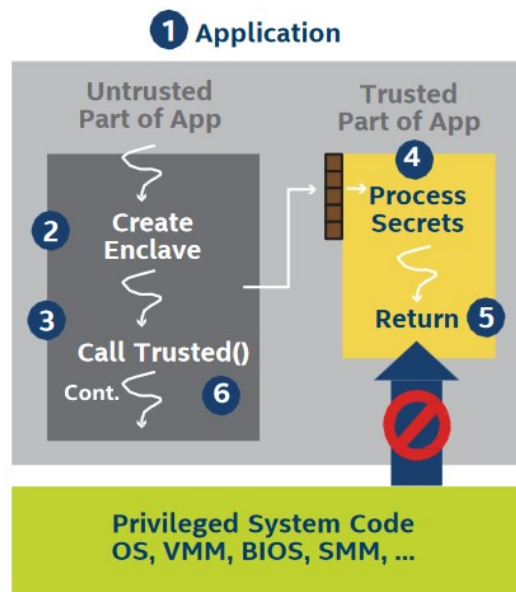 1 Application
Untrusted
Part of App
Trusted
Part of App
2
Create
Enclave
3
Call Trusted()
Cont.
6
4
Process
Secrets
Return
5
Privileged System Code
OS, VMM, BIOS, SMM, ...